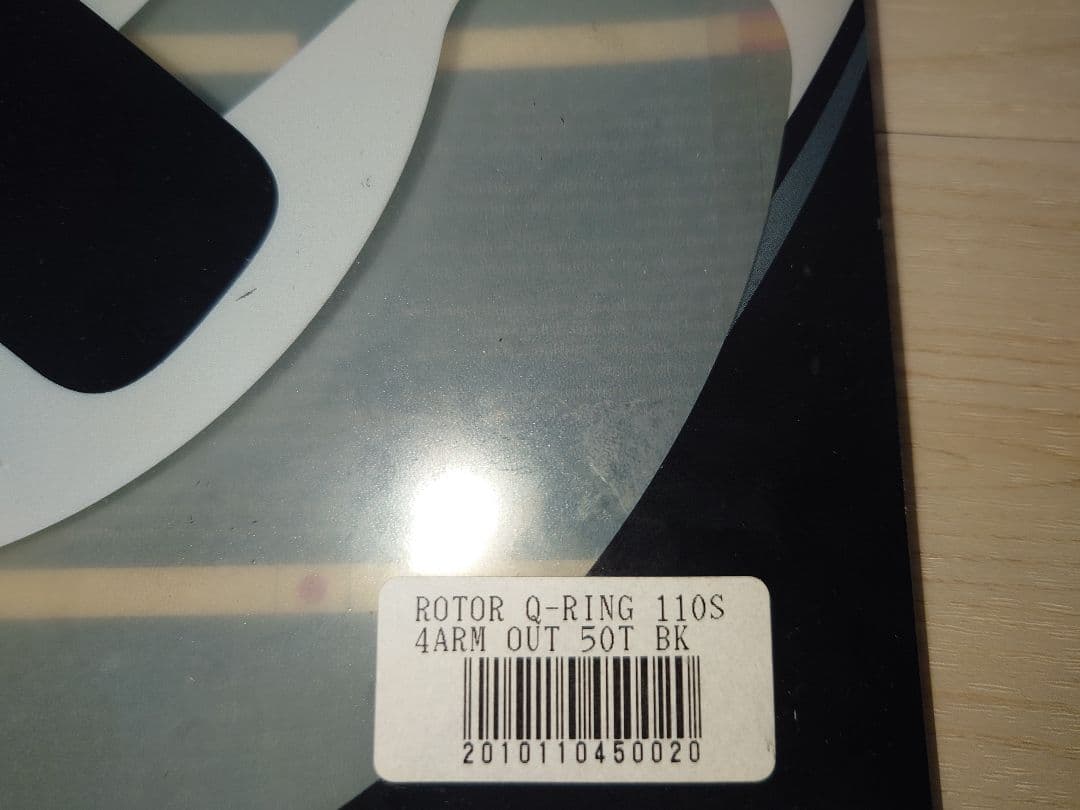 ROTOR Q-RING 110S
4ARM OUT 50T BK
2010110450020